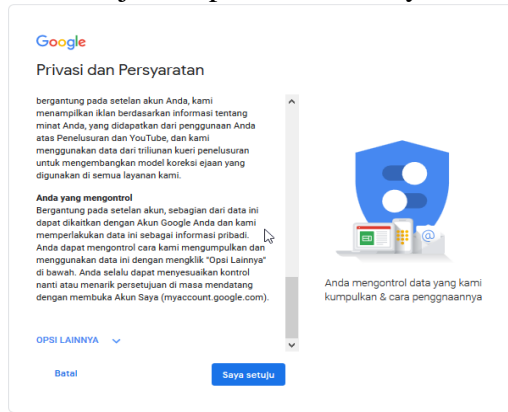 Google
Privasi dan Persyaratan
bergantung pada setelan akun Anda, kami
menampilkan iklan berdasarkan informasi tentang
minat Anda, yang didapatkan dari penggunaan Anda
atas Penelusuran dan YouTube, dan kami
menggunakan data dari triliunan kueri penelusuran
untuk mengembangkan model koreksi ejaan yang
digunakan di semua layanan kami.
Anda yang mengontrol
Bergantung pada setelan akun, sebagian dari data ini
dapat dikaitkan dengan Akun Google Anda dan kami
memperlakukan data ini sebagai informasi pribadi.
Anda dapat mengontrol cara kami mengumpulkan dan
menggunakan data ini dengan mengklik "Opsi Lainnya"
di bawah. Anda selalu dapat menyesuaikan kontrol
nanti atau menarik persetujuan di masa mendatang
dengan membuka Akun Saya (myaccount.google.com).
OPSI LAINNYA
Batal
Saya setuju
@
Anda mengontrol data yang kami
kumpulkan & cara penggnaannya